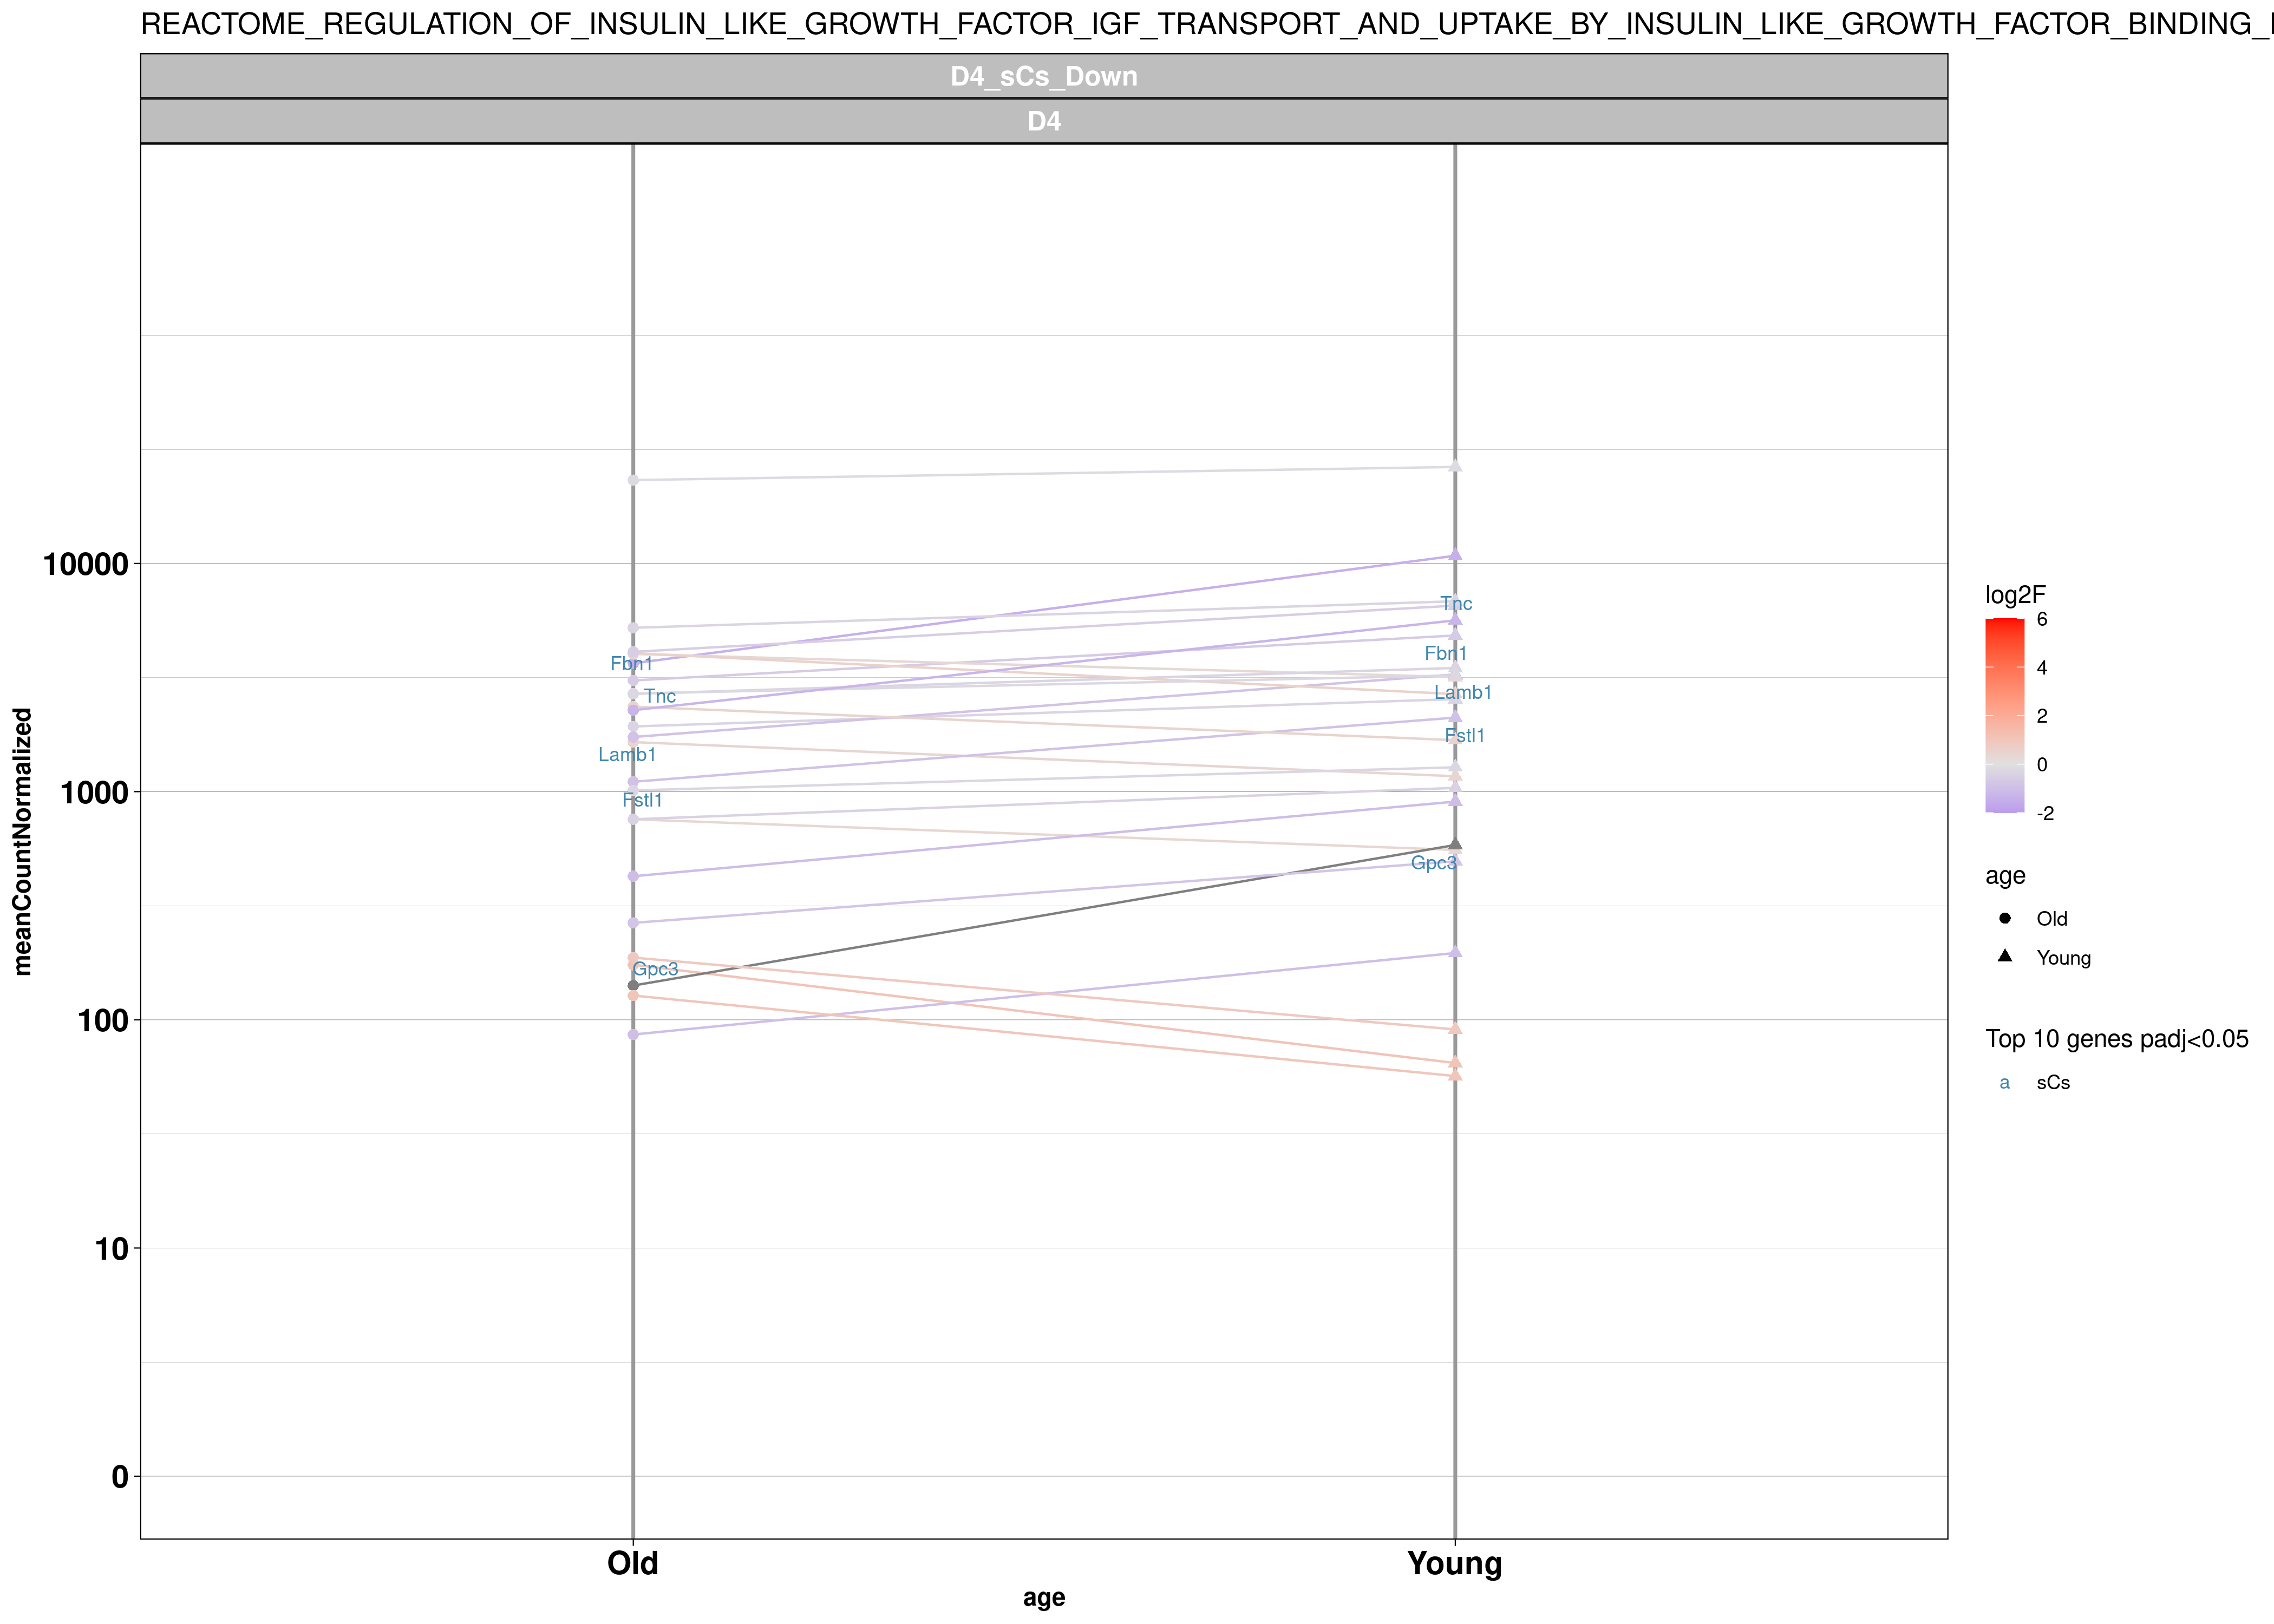 REACTOME_REGULATION_OF_INSULIN_LIKE_GROWTH_FACTOR_IGF_TRANSPORT_AND_UPTAKE_BY_INSULIN_LIKE_GROWTH_FACTOR_BINDING_
D4_sCs_Down
D4
meanCountNormalized
10000
1000
100
10
0
Fbn1
Tnc
Lamb1
Fstl1
Gpc3
Tnc
Fbn1
Lamb1
Fstl1
Gpc3
Old
Young
age
log2F
6
4
2
0
-2
age
Old
Young
Top 10 genes padj<0.05
a sCs